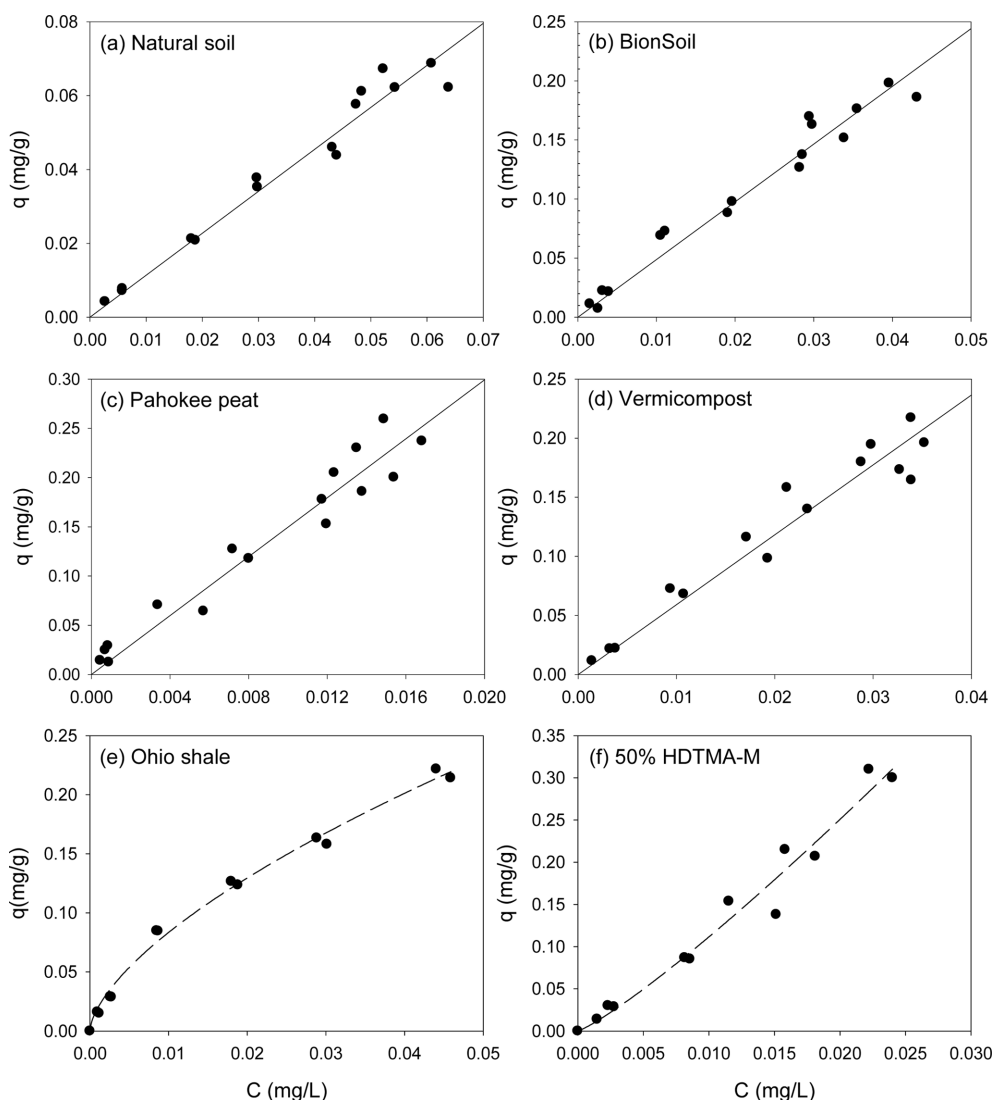 (a) Natural soil
q (mg/g)
0.08
0.06
0.04
0.02
0.00
0.00 0.01 0.02 0.03 0.04 0.05 0.06 0.07
(b) BionSoil
q (mg/g)
0.25
0.20
0.15
0.10
0.05
0.00
0.00 0.01 0.02 0.03 0.04 0.05
(c) Pahokee peat
q (mg/g)
0.30
0.25
0.20
0.15
0.10
0.05
0.00
0.000 0.004 0.008 0.012 0.016 0.020
(d) Vermicompost
q (mg/g)
0.25
0.20
0.15
0.10
0.05
0.00
0.00 0.01 0.02 0.03 0.04
(e) Ohio shale
q(mg/g)
0.25
0.20
0.15
0.10
0.05
0.00
0.00 0.01 0.02 0.03 0.04 0.05
C (mg/L)
(f) 50% HDTMA-M
q (mg/g)
0.35
0.30
0.25
0.20
0.15
0.10
0.05
0.00
0.000 0.005 0.010 0.015 0.020 0.025 0.030
C (mg/L)